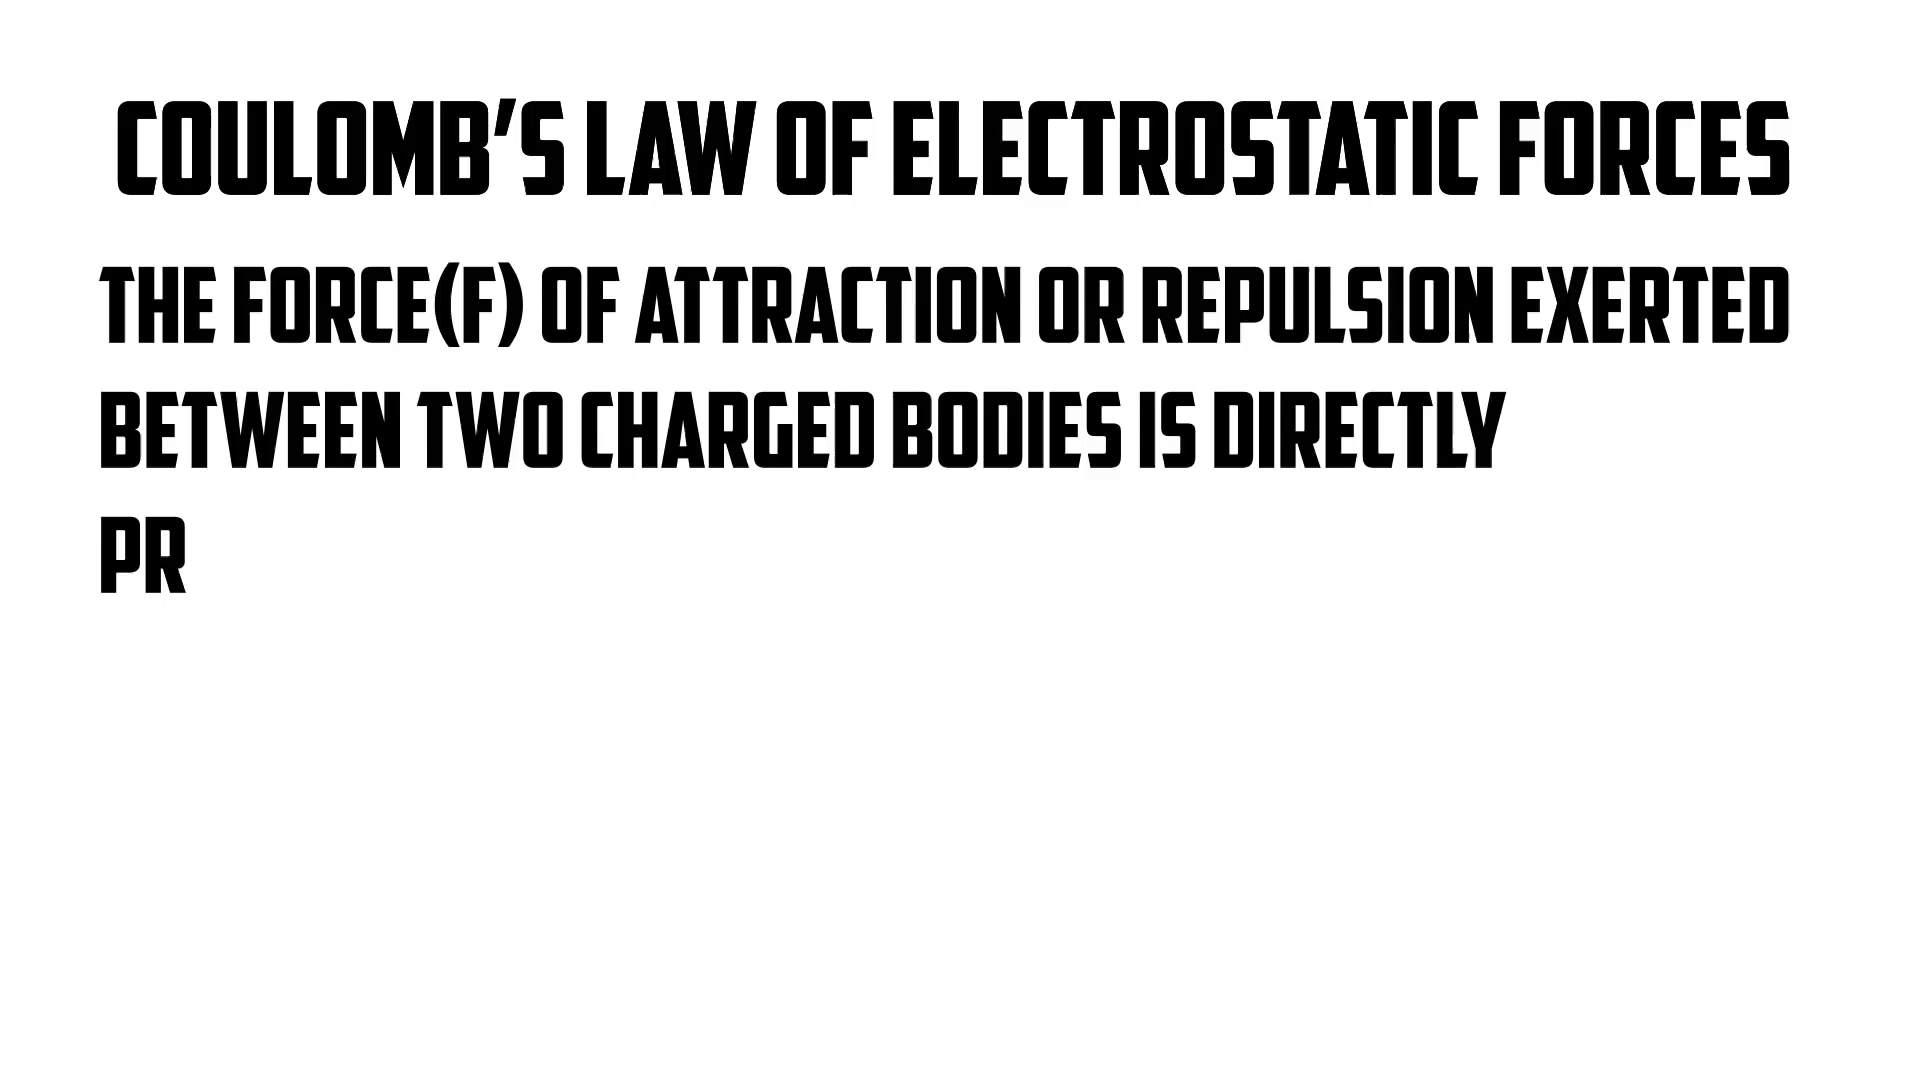 COULOMB'S LAW OF ELECTROSTATIC FORCES
THE FORCE(F) OF ATTRACTION OR REPULSION EXERTED
BETWEEN TWO CHARGED BODIES IS DIRECTLY
PR